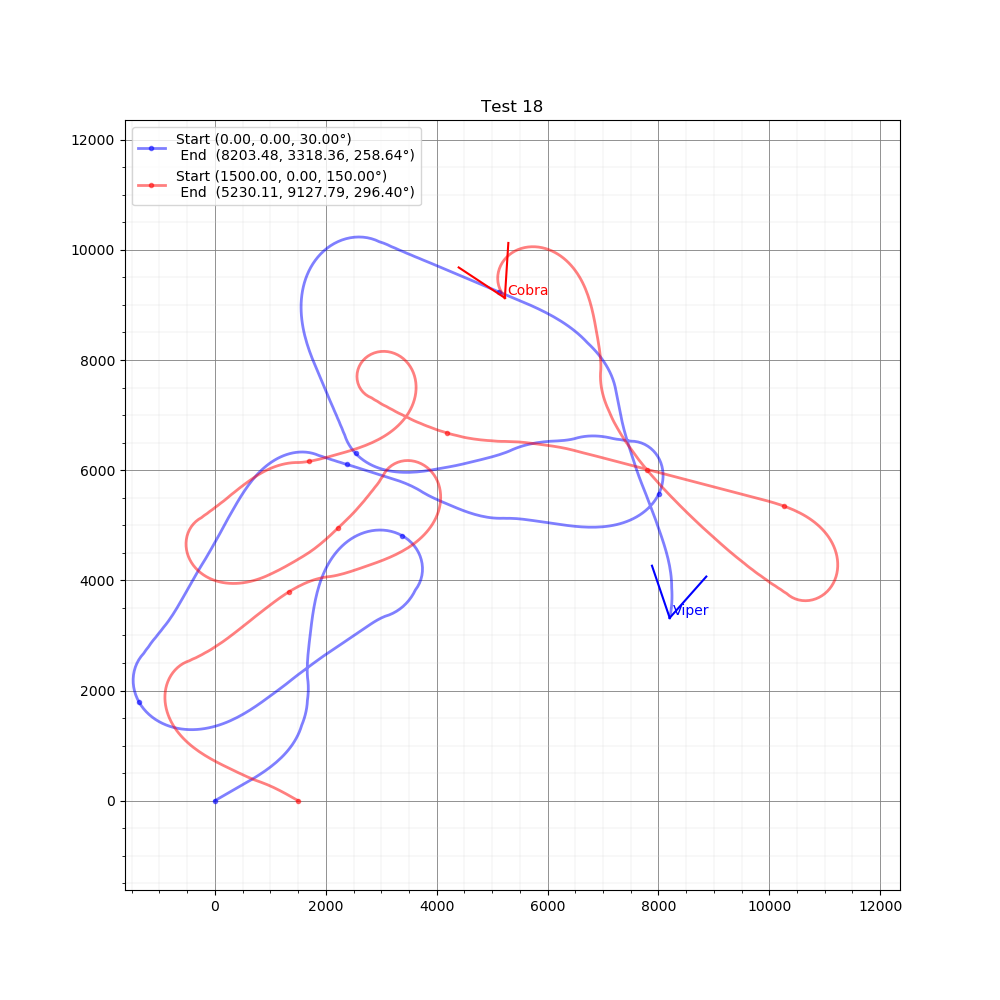 Test 18
12000
10000
8000
6000
4000
2000
0
Start (0.00, 0.00, 30.00°)
End (8203.48, 3318.36, 258.64°)
Start (1500.00, 0.00, 150.00°)
End (5230.11, 9127.79, 296.40°)
Cobra
Viper
0 2000 4000 6000 8000 10000 12000